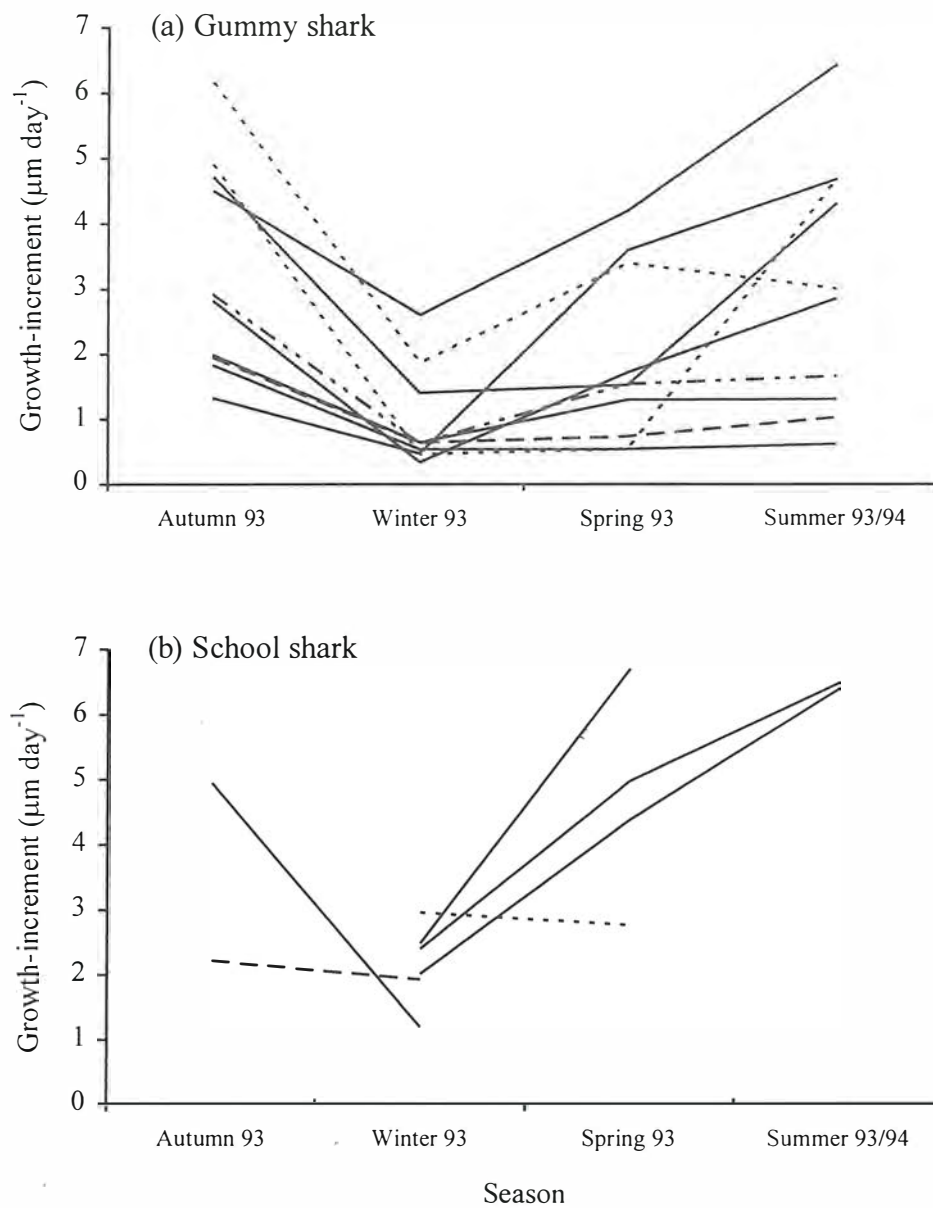 (a) Gummy shark
Growth-increment (µm day⁻¹)
7
6
5
4
3
2
1
0
Autumn 93 Winter 93 Spring 93 Summer 93/94
(b) School shark
Growth-increment (µm day⁻¹)
7
6
5
4
3
2
1
0
Autumn 93 Winter 93 Spring 93 Summer 93/94
Season